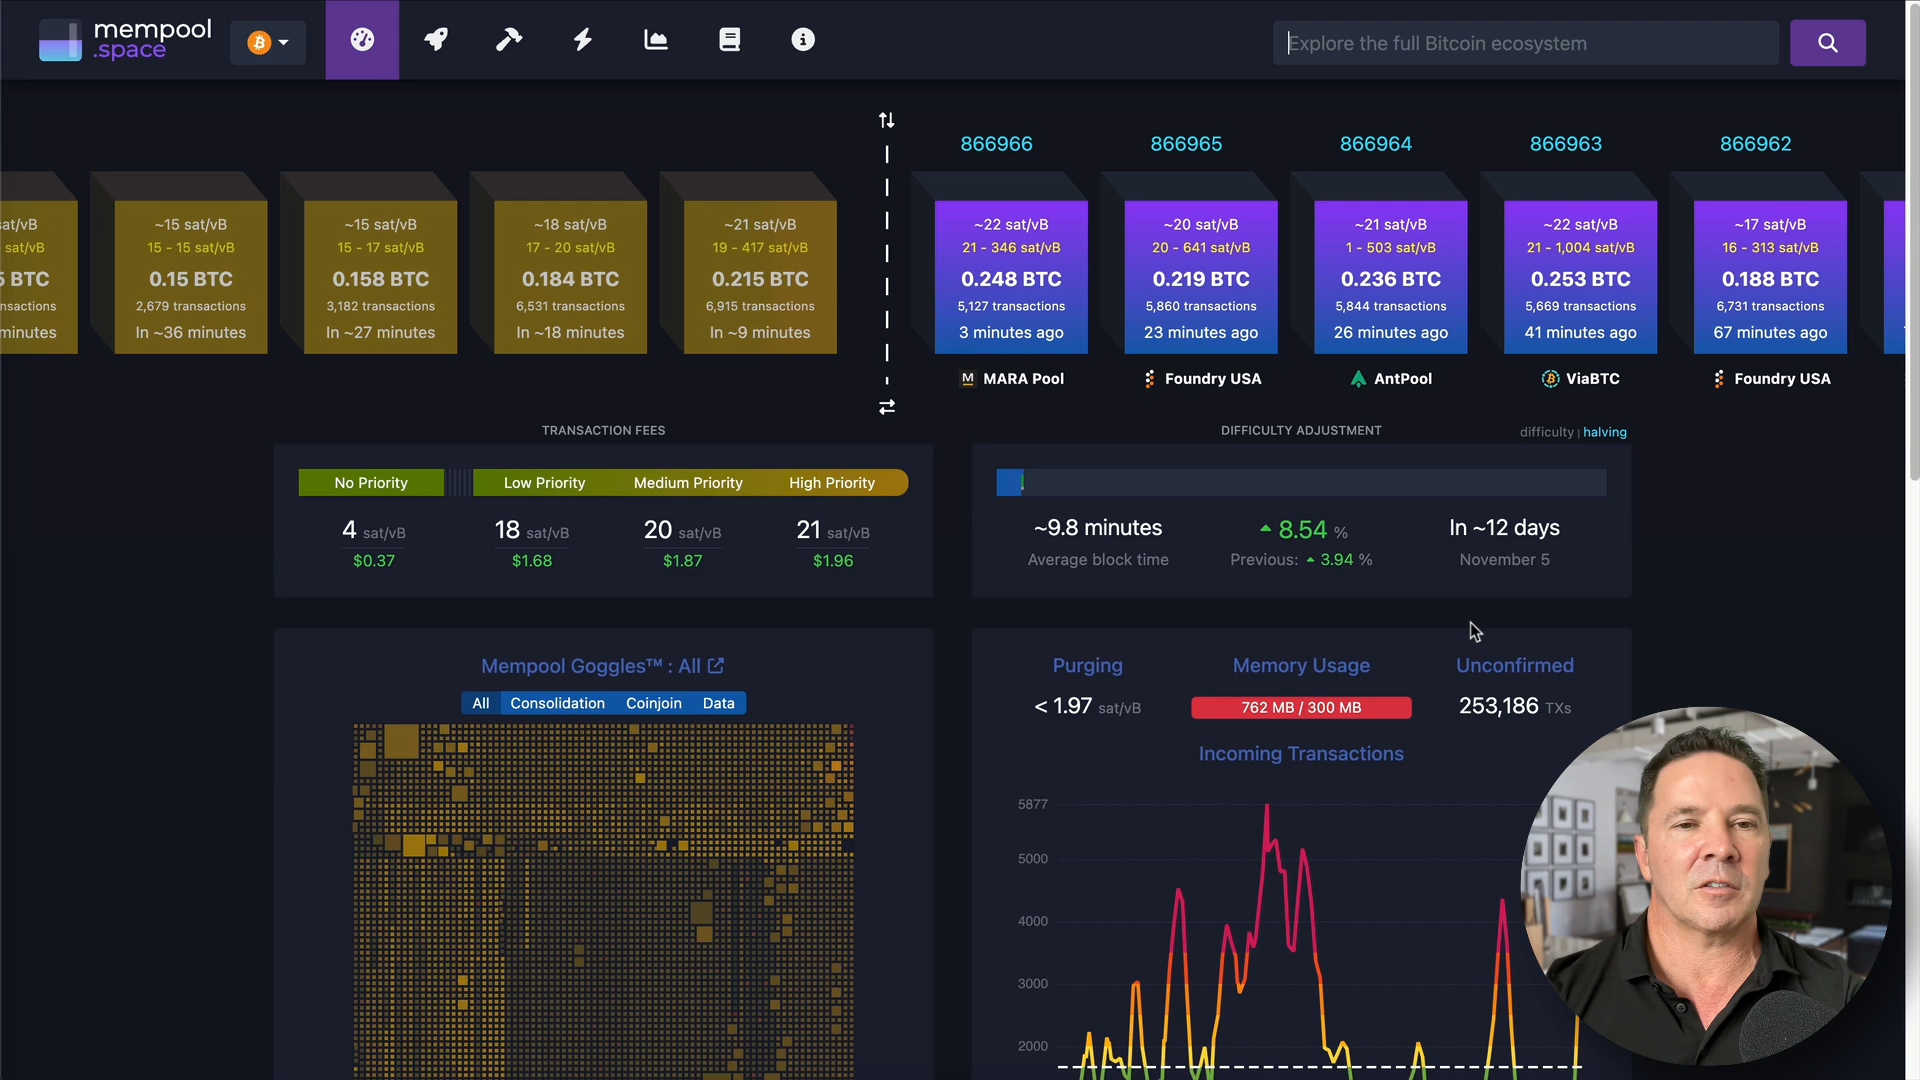 mempool
.space
Explore the full Bitcoin ecosystem
866966
866965
866964
866963
866962
sat/vB
sat/vB
BTC
minutes
~15 sat/vB
15 - 15 sat/vB
0.15 BTC
2,679 transactions
In ~36 minutes
~15 sat/vB
15 - 17 sat/vB
0.158 BTC
3,182 transactions
In ~27 minutes
~18 sat/vB
17 - 20 sat/vB
0.184 BTC
6,531 transactions
In ~18 minutes
~21 sat/vB
19 - 417 sat/vB
0.215 BTC
6,915 transactions
In ~9 minutes
~22 sat/vB
21 - 346 sat/vB
0.248 BTC
5,127 transactions
3 minutes ago
MARA Pool
~20 sat/vB
20 - 641 sat/vB
0.219 BTC
5,860 transactions
23 minutes ago
Foundry USA
~21 sat/vB
1 - 503 sat/vB
0.236 BTC
5,844 transactions
26 minutes ago
AntPool
~22 sat/vB
21 - 1,004 sat/vB
0.253 BTC
5,669 transactions
41 minutes ago
ViaBTC
~17 sat/vB
16 - 313 sat/vB
0.188 BTC
6,731 transactions
67 minutes ago
Foundry USA
TRANSACTION FEES
No Priority
Low Priority
Medium Priority
High Priority
4 sat/vB
18 sat/vB
20 sat/vB
21 sat/vB
$0.37
$1.68
$1.87
$1.96
DIFFICULTY ADJUSTMENT
difficulty | halving
~9.8 minutes
8.54 %
In ~12 days
Average block time
Previous: 3.94 %
November 5
Mempool Goggles™ : All
All
Consolidation
Coinjoin
Data
Purging
Memory Usage
Unconfirmed
< 1.97 sat/vB
762 MB / 300 MB
253,186 TXs
Incoming Transactions
5877
5000
4000
3000
2000